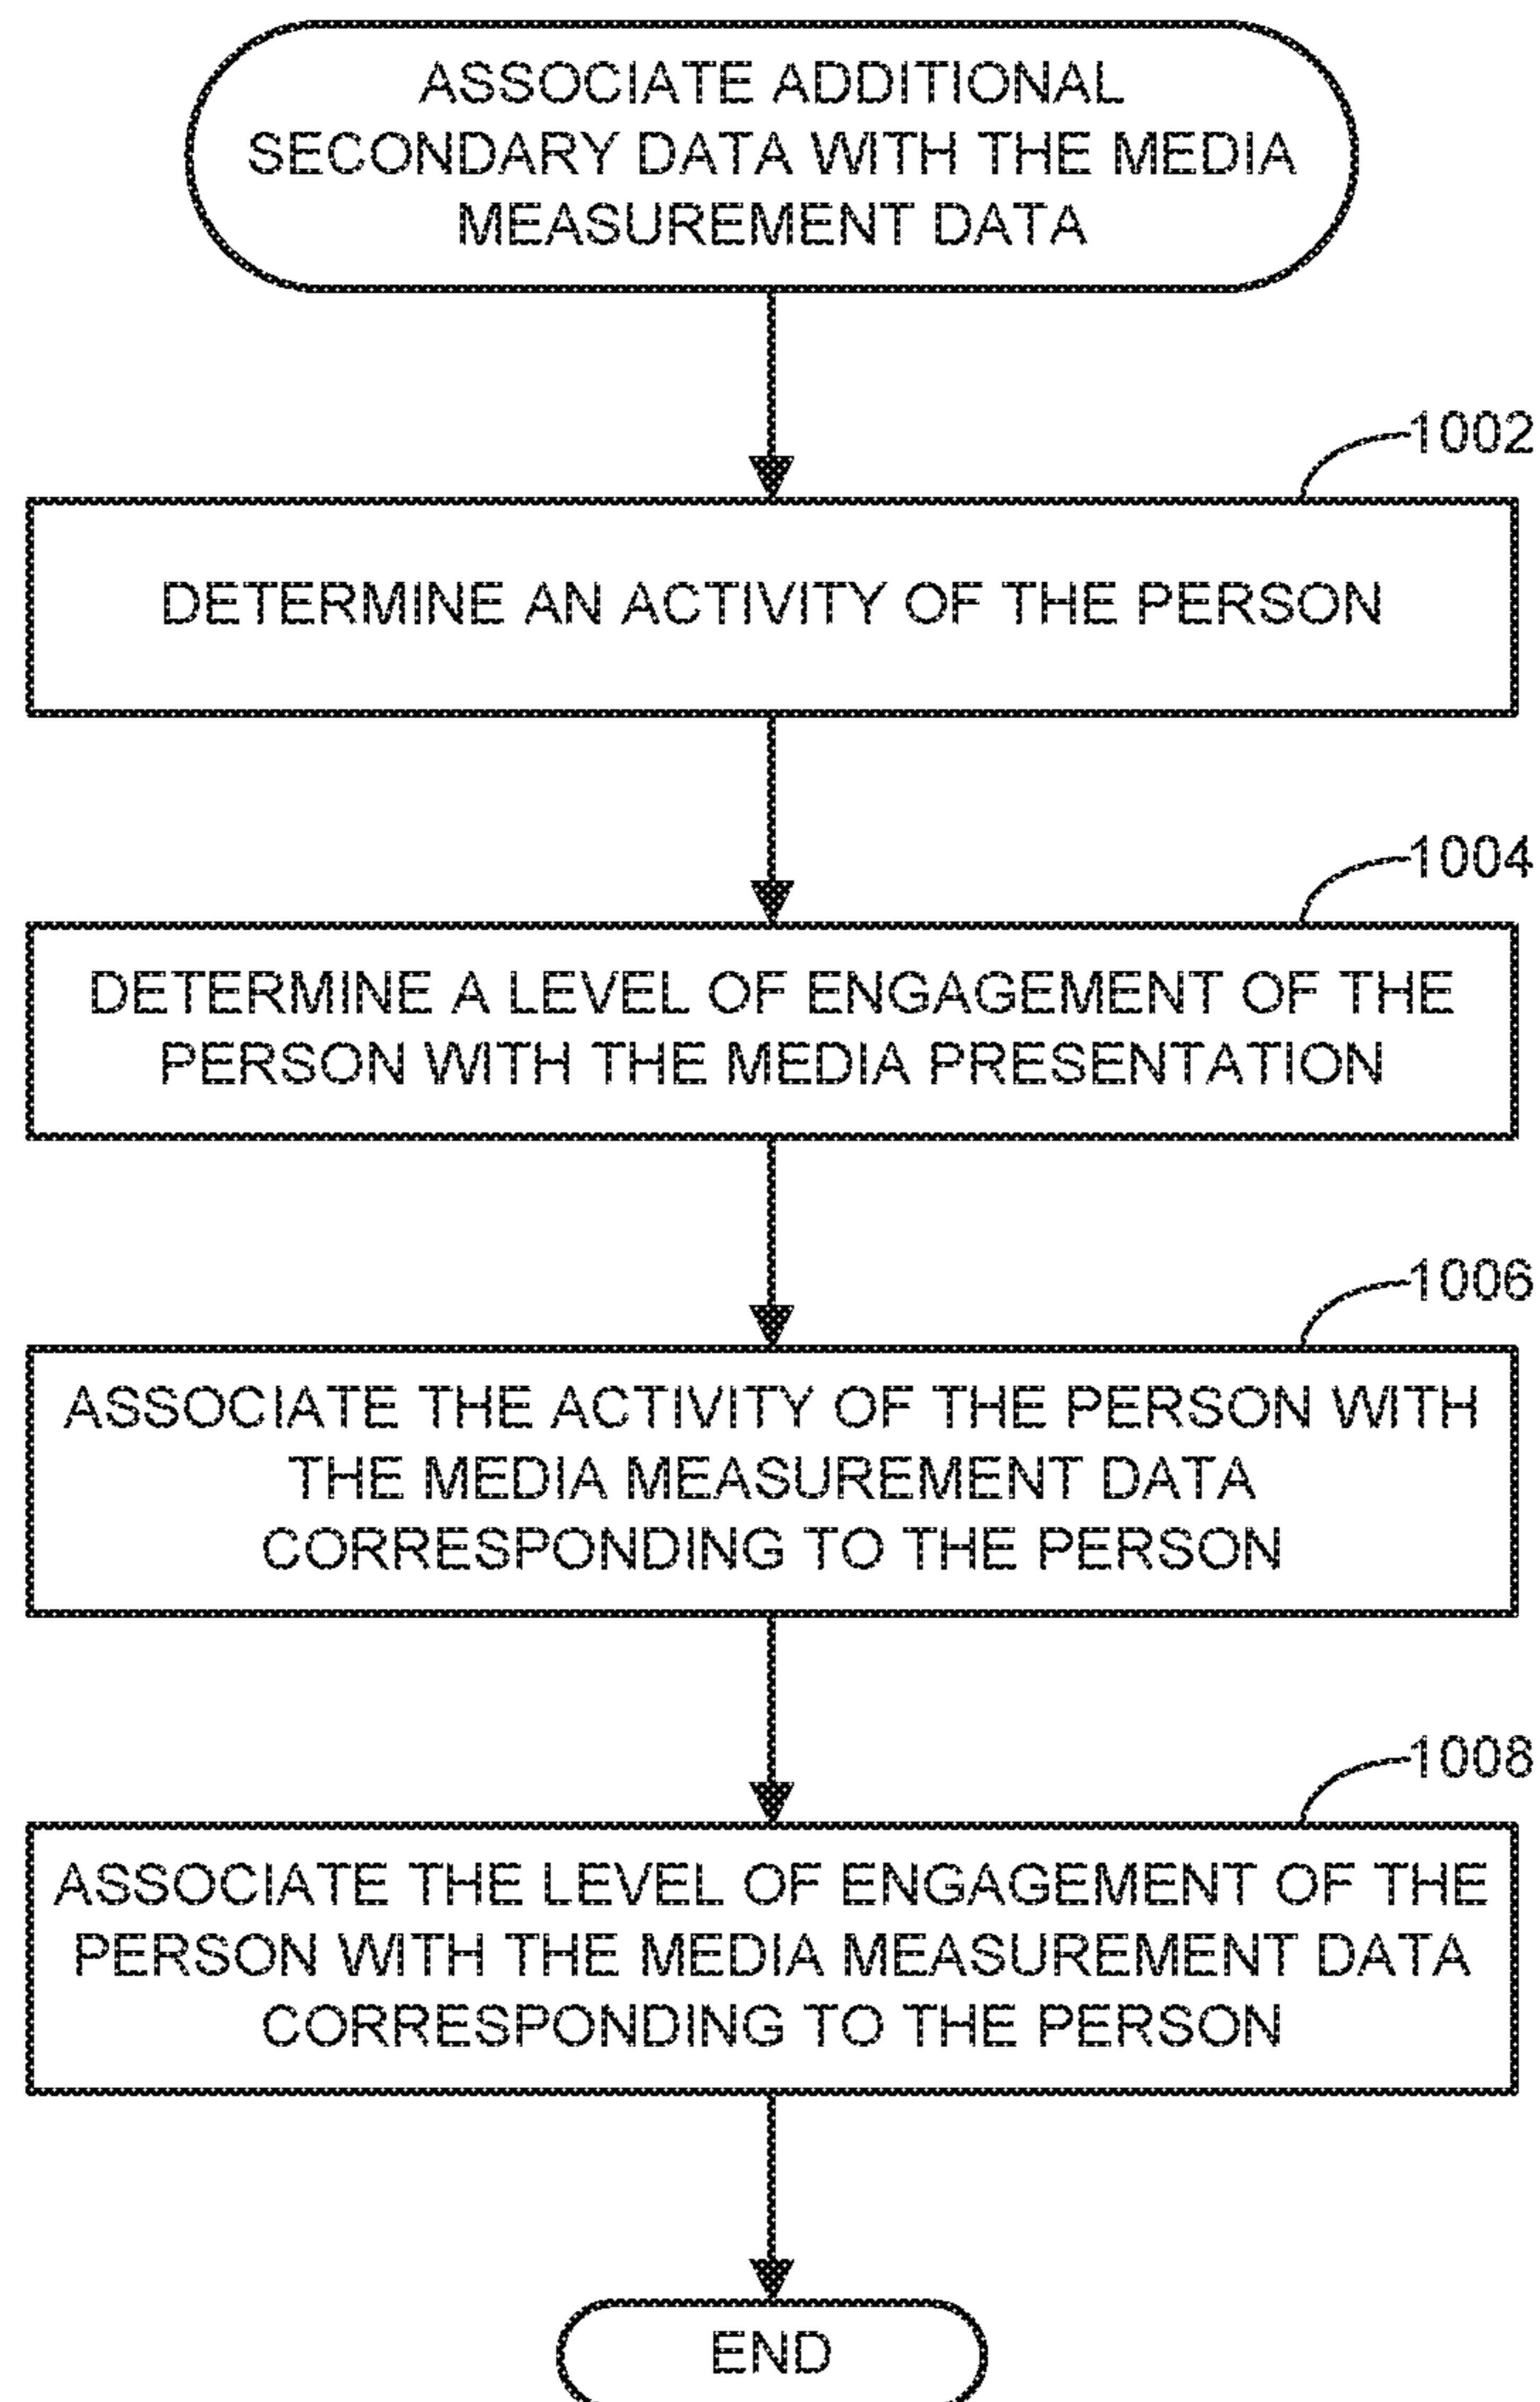 ASSOCIATE ADDITIONAL
SECONDARY DATA WITH THE MEDIA
MEASUREMENT DATA
1002
DETERMINE AN ACTIVITY OF THE PERSON
1004
DETERMINE A LEVEL OF ENGAGEMENT OF THE
PERSON WITH THE MEDIA PRESENTATION
1006
ASSOCIATE THE ACTIVITY OF THE PERSON WITH
THE MEDIA MEASUREMENT DATA
CORRESPONDING TO THE PERSON
1008
ASSOCIATE THE LEVEL OF ENGAGEMENT OF THE
PERSON WITH THE MEDIA MEASUREMENT DATA
CORRESPONDING TO THE PERSON
END